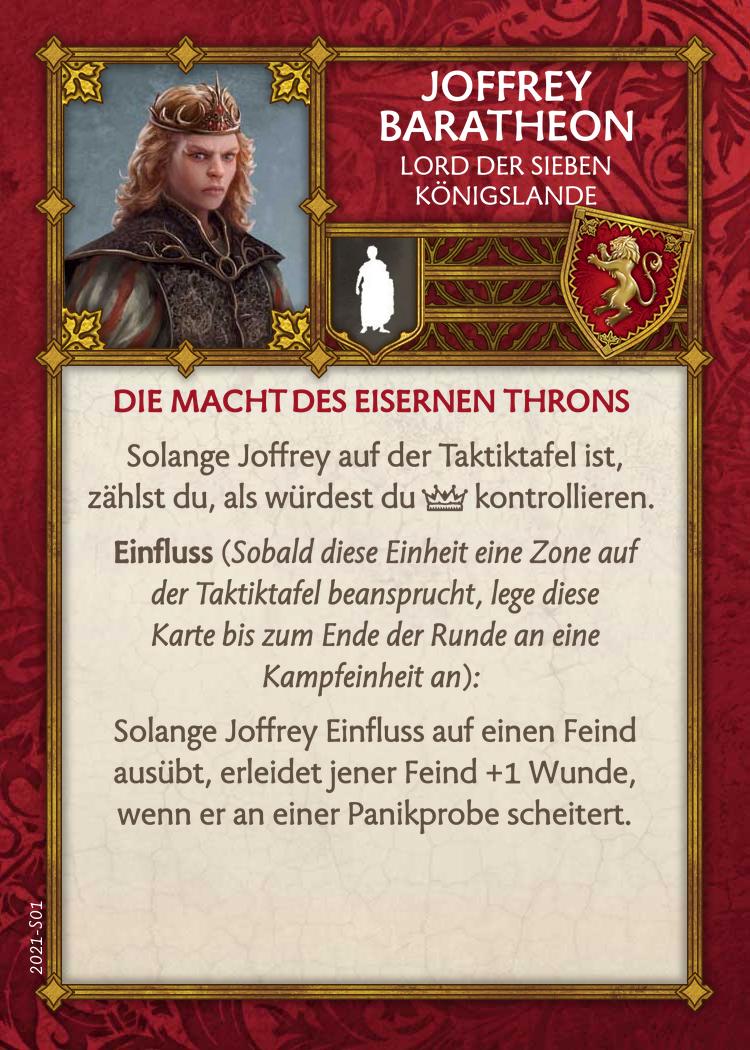 JOFFREY
BARATHEON
LORD DER SIEBEN
KÖNIGSLANDE
DIE MACHT DES EISERNEN THRONS
Solange Joffrey auf der Taktiktafel ist,
zählst du, als würdest du kontrollieren.
Einfluss (Sobald diese Einheit eine Zone auf
der Taktiktafel beansprucht, lege diese
Karte bis zum Ende der Runde an eine
Kampfeinheit an):
Solange Joffrey Einfluss auf einen Feind
ausübt, erleidet jener Feind +1 Wunde,
wenn er an einer Panikprobe scheitert.
2021-S01